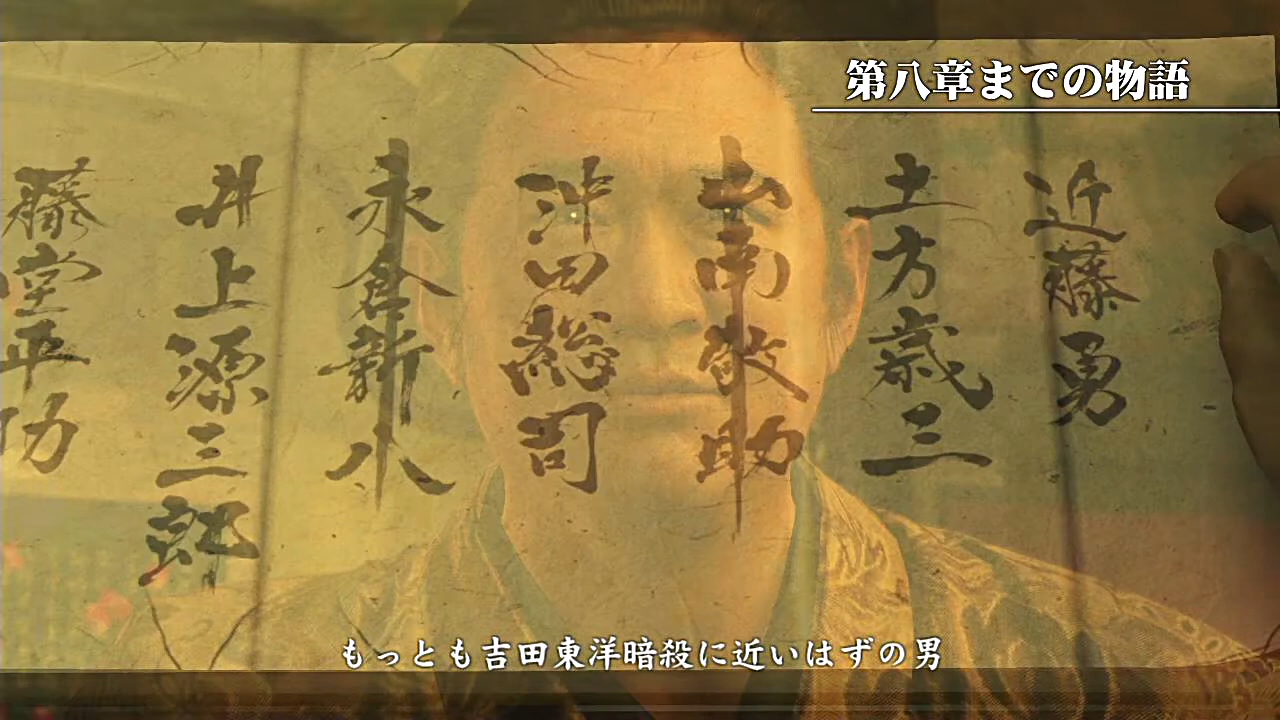 第八章までの物語
近藤勇
土方歳三
山南敬助
沖田総司
永倉新八
井上源三郎
藤堂平助
もっとも吉田東洋暗殺に近いはずの男